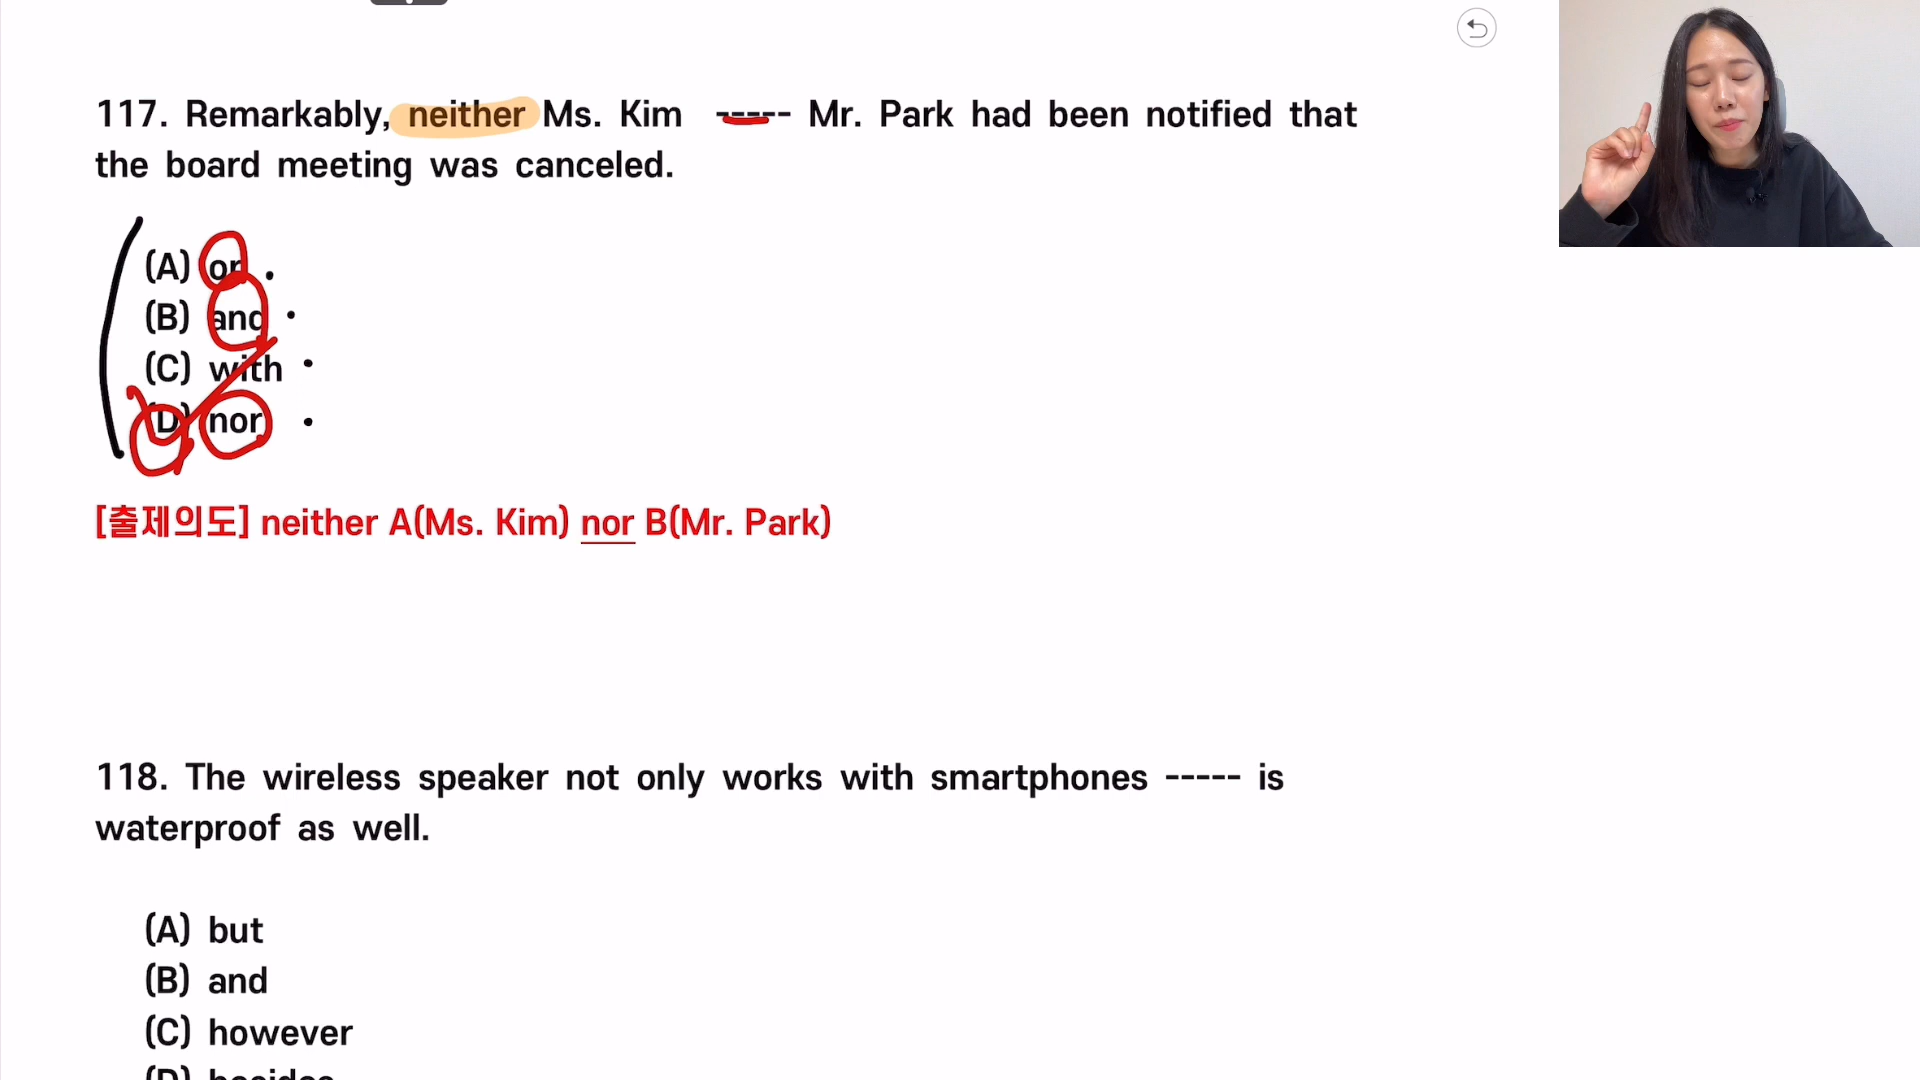 117. Remarkably, neither Ms. Kim ----- Mr. Park had been notified that
the board meeting was canceled.
(A) or
(B) and
(C) with
(D) nor
[출제의도] neither A(Ms. Kim) nor B(Mr. Park)
118. The wireless speaker not only works with smartphones ----- is
waterproof as well.
(A) but
(B) and
(C) however
(D) besides